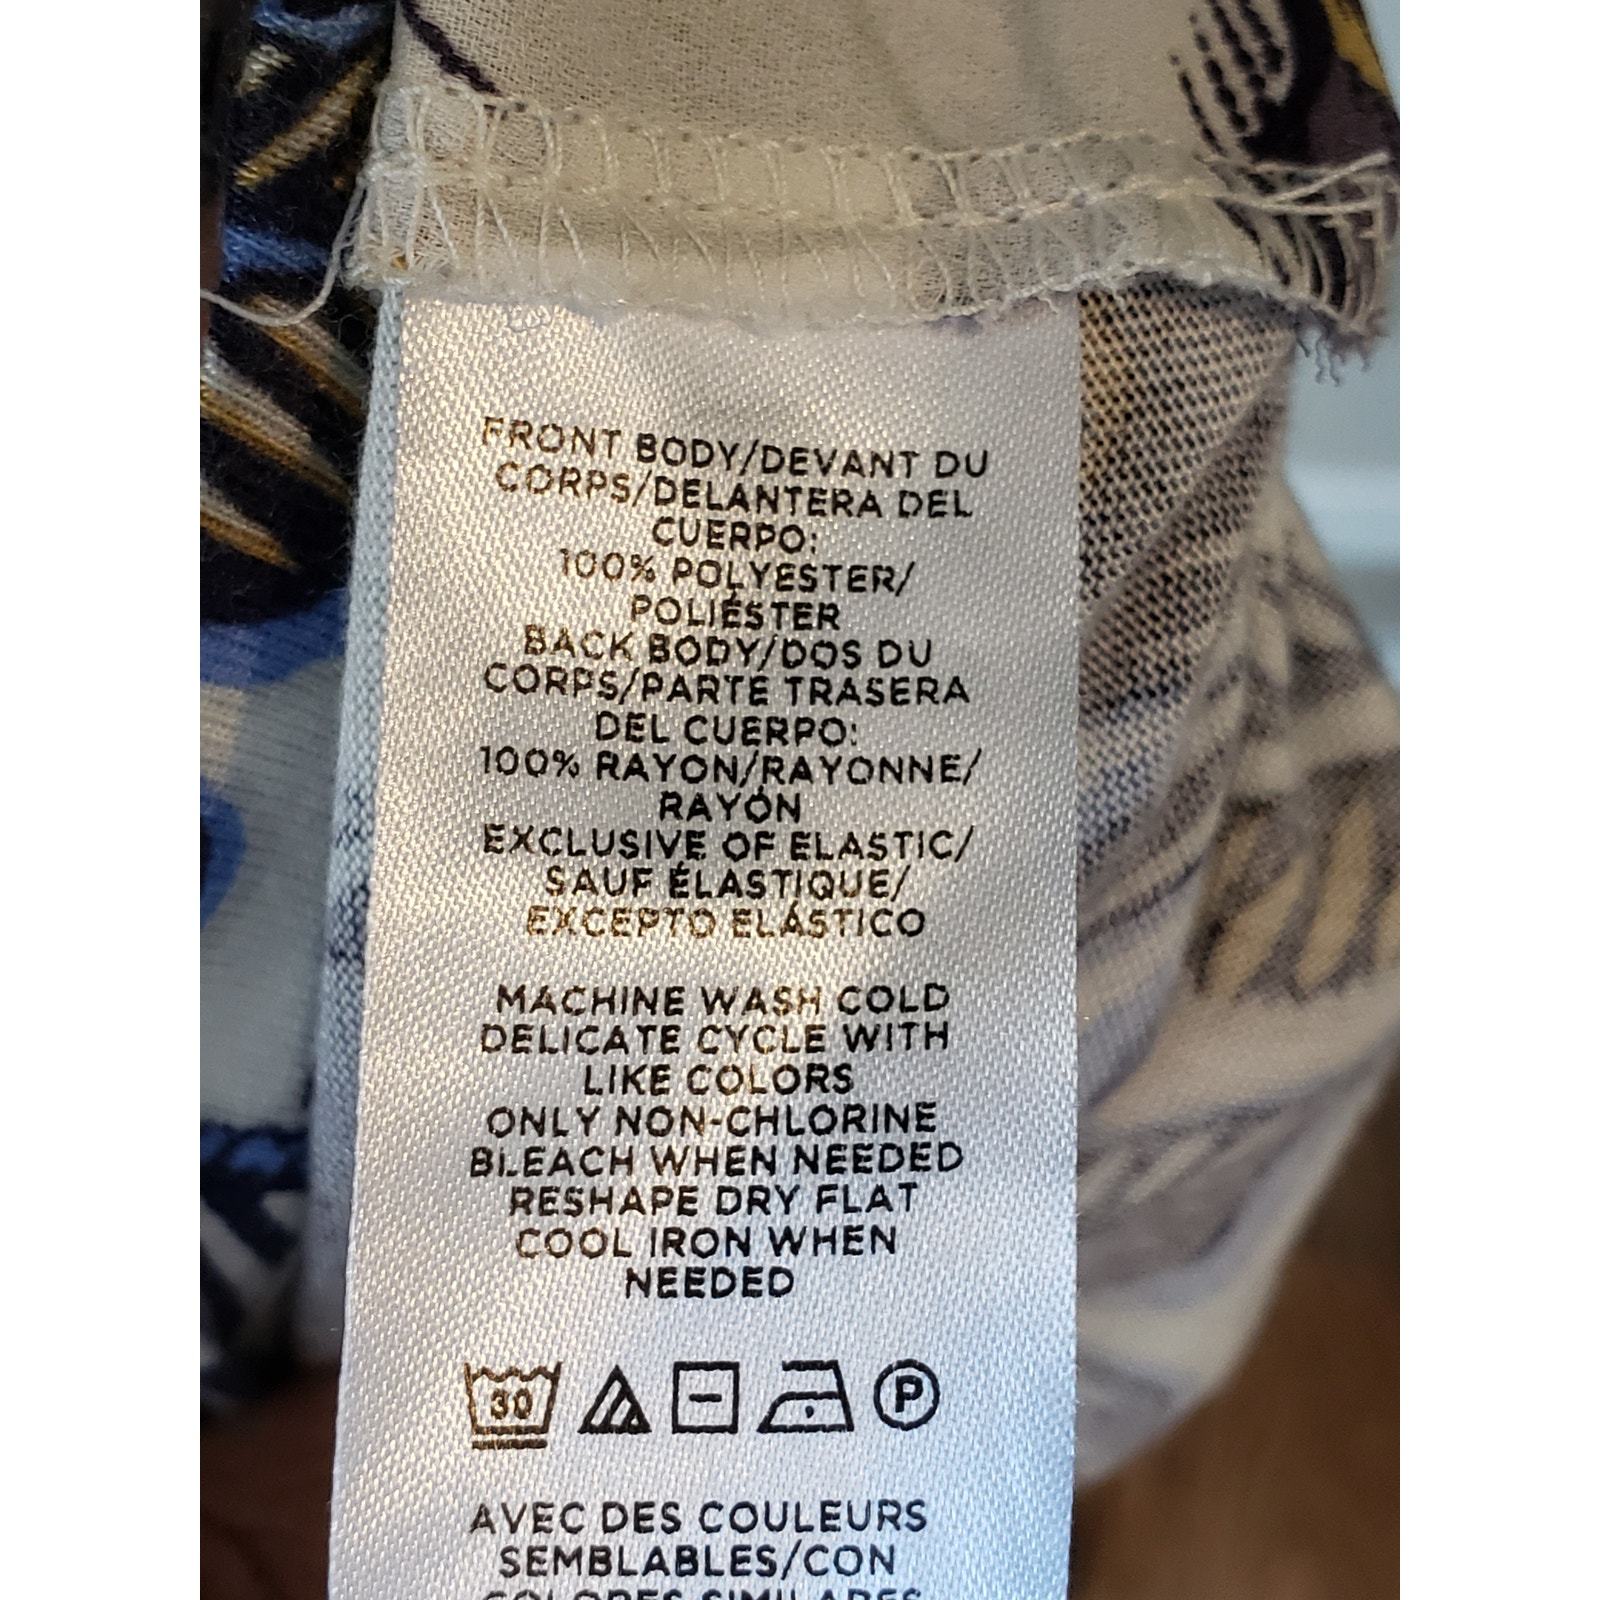 FRONT BODY/DEVANT DU
CORPS/DELANTERA DEL
CUERPO:
100% POLYESTER/
POLIÉSTER
BACK BODY/DOS DU
CORPS/PARTE TRASERA
DEL CUERPO:
100% RAYON/RAYONNE/
RAYÓN
EXCLUSIVE OF ELASTIC/
SAUF ÉLASTIQUE/
EXCEPTO ELÁSTICO
MACHINE WASH COLD
DELICATE CYCLE WITH
LIKE COLORS
ONLY NON-CHLORINE
BLEACH WHEN NEEDED
RESHAPE DRY FLAT
COOL IRON WHEN
NEEDED
30 P
AVEC DES COULEURS
SEMBLABLES/CON
COLORES SIMILARES